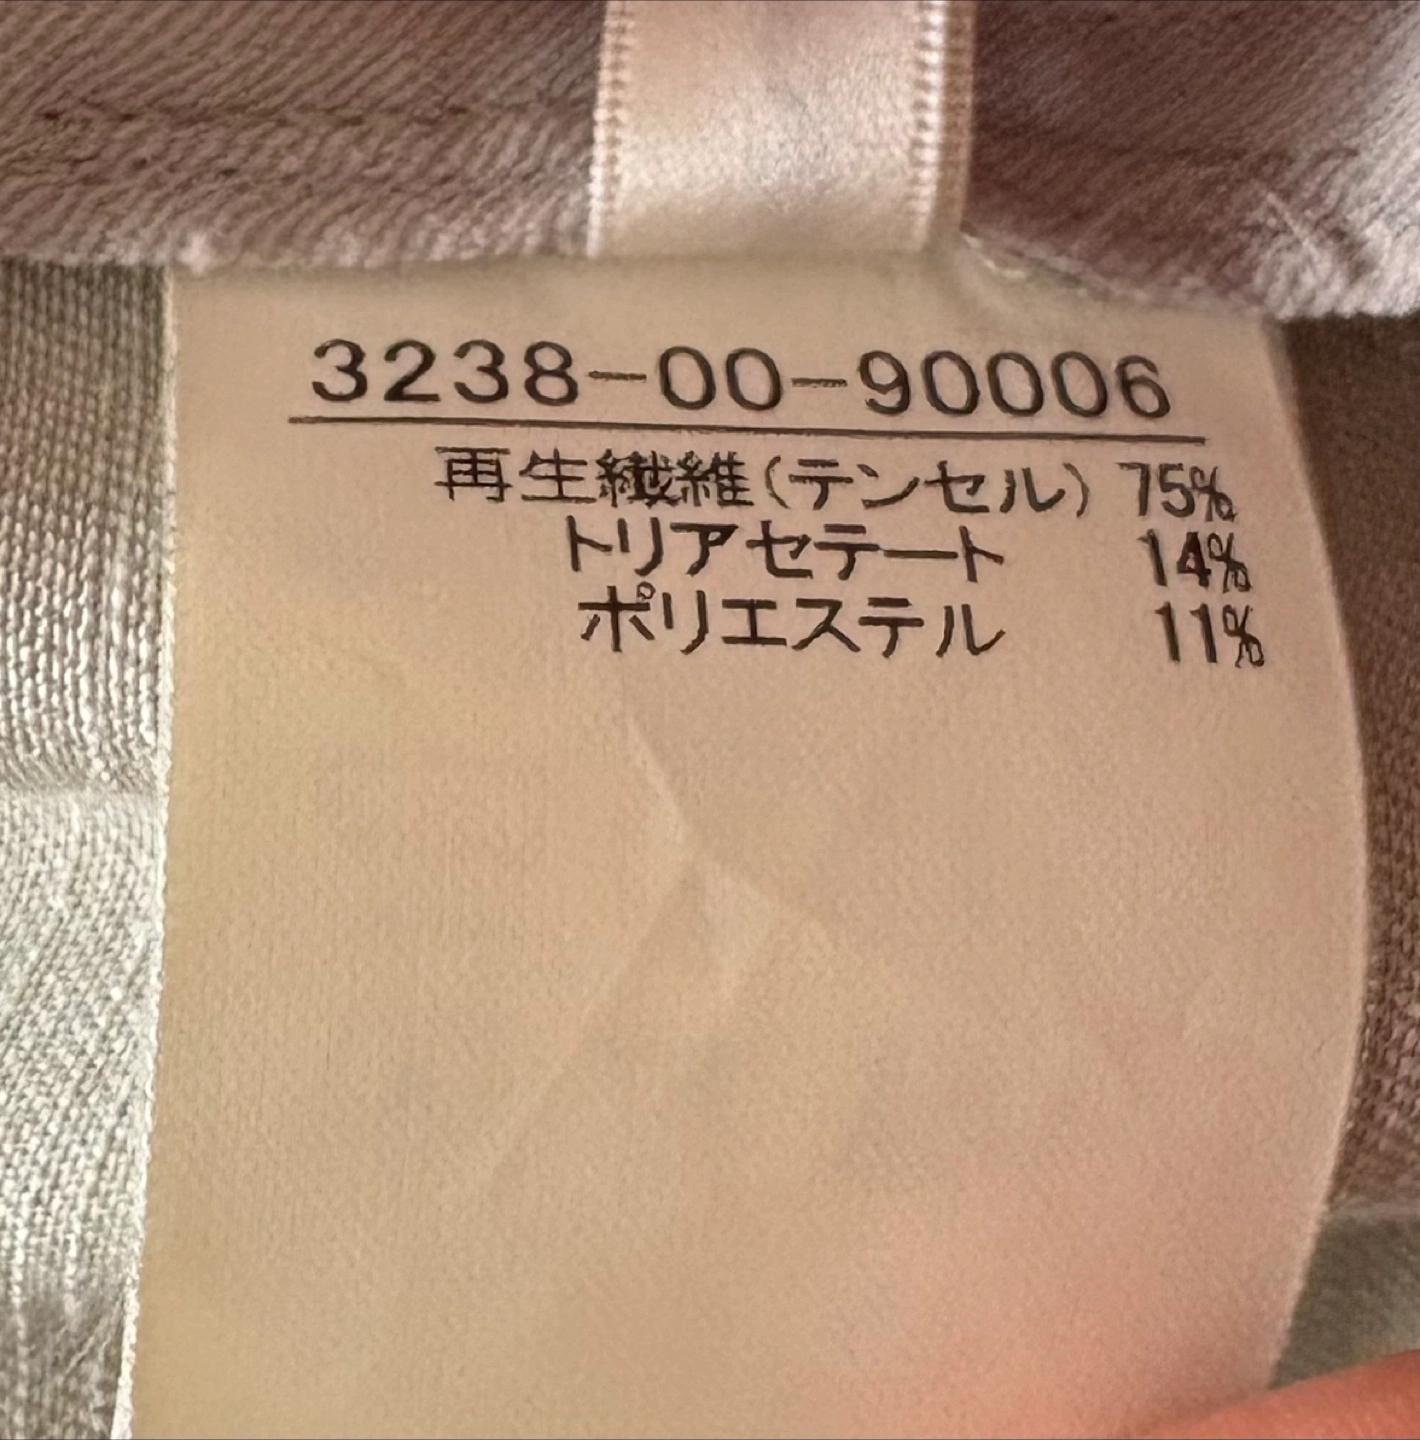 3238-00-90006
再生繊維(テンセル) 75%
トリアセテート 14%
ポリエステル 11%